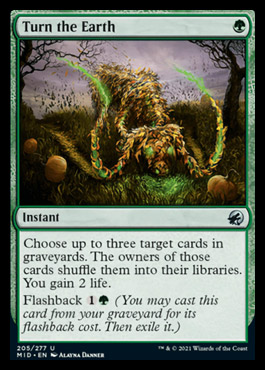 Turn the Earth
Instant
Choose up to three target cards in
graveyards. The owners of those
cards shuffle them into their libraries.
You gain 2 life.
Flashback 1 (You may cast this
card from your graveyard for its
flashback cost. Then exile it.)
205/277 U
MID • EN ALAYNA DANNER
™ & © 2021 Wizards of the Coast